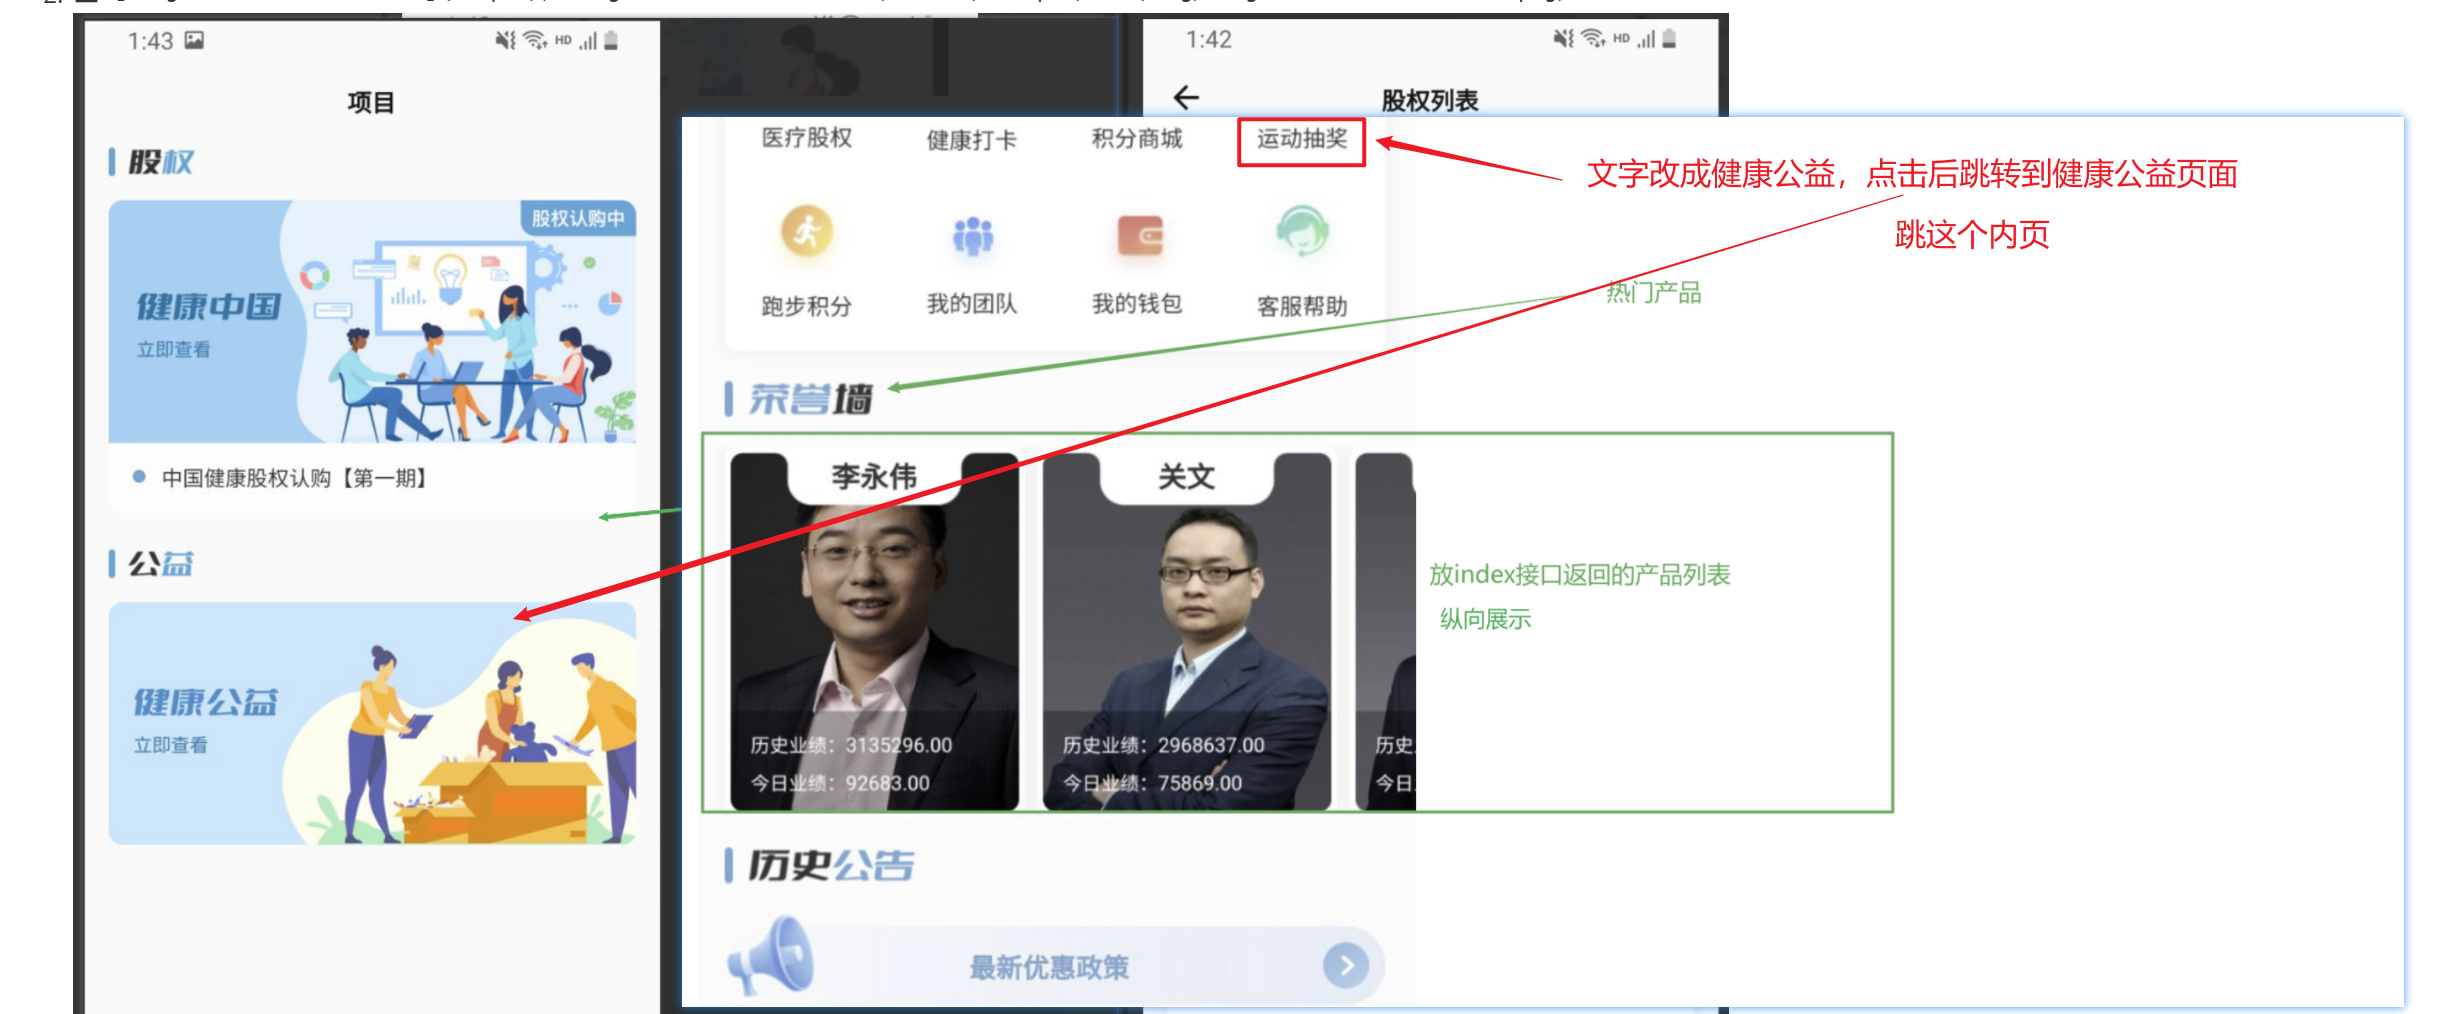 1:43
HD
项目
股权
股权认购中
健康中国
立即查看
中国健康股权认购【第一期】
公益
健康公益
立即查看
1:42
HD
股权列表
医疗股权
健康打卡
积分商城
运动抽奖
文字改成健康公益，点击后跳转到健康公益页面
跳这个内页
跑步积分
我的团队
我的钱包
客服帮助
热门产品
荣誉墙
李永伟
关文
历史业绩：3135296.00
今日业绩：92683.00
历史业绩：2968637.00
今日业绩：75869.00
历史
今日
放index接口返回的产品列表
纵向展示
历史公告
最新优惠政策